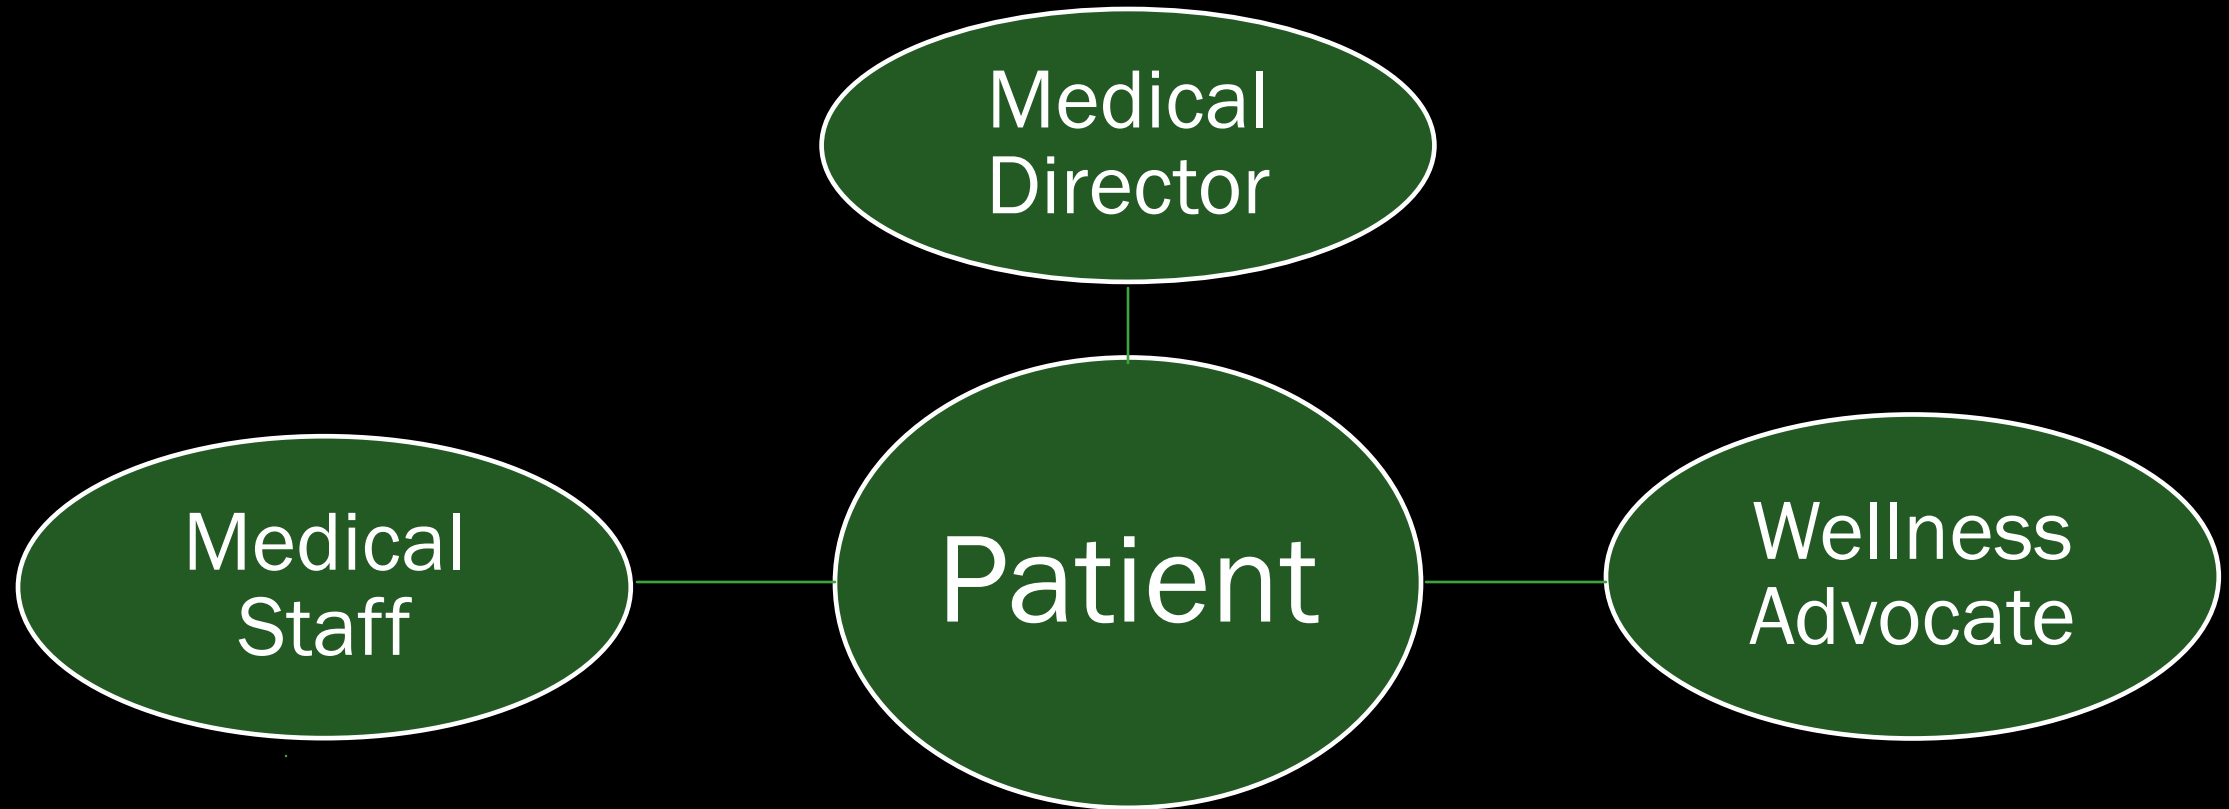 Medical
Director
Medical
Staff
Patient
Wellness
Advocate